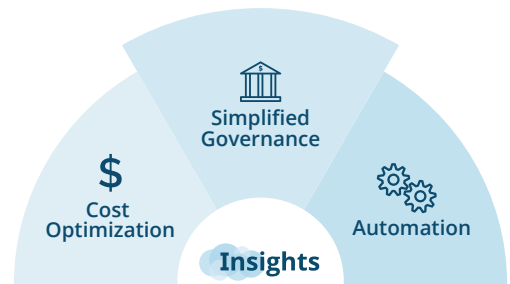 $
Simplified
Governance
$
Cost
Optimization
Automation
Insights